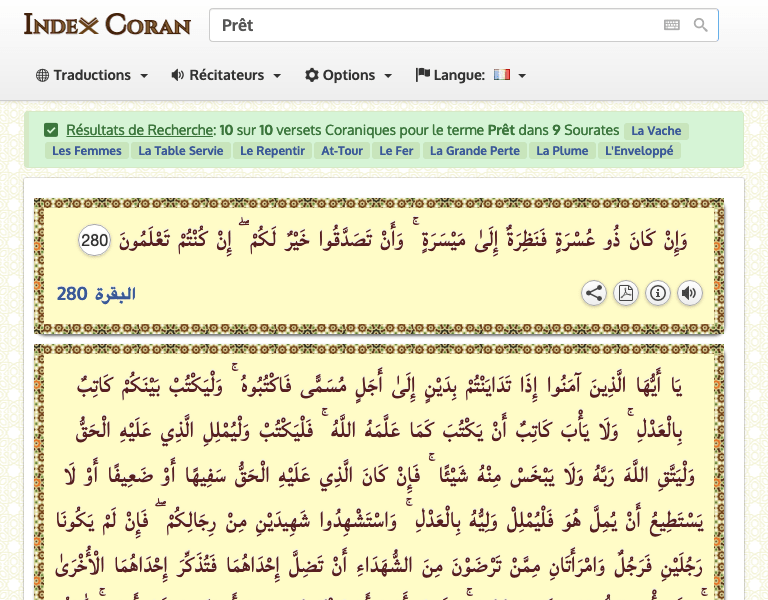 Index Coran
Prêt
Traductions Récitateurs Options Langue:
Résultats de Recherche: 10 sur 10 versets Coraniques pour le terme Prêt dans 9 Sourates La Vache
Les Femmes La Table Servie Le Repentir At-Tour Le Fer La Grande Perte La Plume L'Enveloppé
وَإِنْ كَانَ ذُو عُسْرَةٍ فَنَظِرَةٌ إِلَىٰ مَيْسَرَةٍ ۚ وَأَنْ تَصَدَّقُوا خَيْرٌ لَكُمْ ۖ إِنْ كُنْتُمْ تَعْلَمُونَ 280
البقرة 280
يَا أَيُّهَا الَّذِينَ آمَنُوا إِذَا تَدَايَنْتُمْ بِدَيْنٍ إِلَىٰ أَجَلٍ مُسَمًّى فَاكْتُبُوهُ ۚ وَلْيَكْتُبْ بَيْنَكُمْ كَاتِبٌ
بِالْعَدْلِ ۚ وَلَا يَأْبَ كَاتِبٌ أَنْ يَكْتُبَ كَمَا عَلَّمَهُ اللَّهُ ۚ فَلْيَكْتُبْ وَلْيُمْلِلِ الَّذِي عَلَيْهِ الْحَقُّ
وَلْيَتَّقِ اللَّهَ رَبَّهُ وَلَا يَبْخَسْ مِنْهُ شَيْئًا ۚ فَإِنْ كَانَ الَّذِي عَلَيْهِ الْحَقُّ سَفِيهًا أَوْ ضَعِيفًا أَوْ لَا
يَسْتَطِيعُ أَنْ يُمِلَّ هُوَ فَلْيُمْلِلْ وَلِيُّهُ بِالْعَدْلِ ۚ وَاسْتَشْهِدُوا شَهِيدَيْنِ مِنْ رِجَالِكُمْ ۖ فَإِنْ لَمْ يَكُونَا
رَجُلَيْنِ فَرَجُلٌ وَامْرَأَتَانِ مِمَّنْ تَرْضَوْنَ مِنَ الشُّهَدَاءِ أَنْ تَضِلَّ إِحْدَاهُمَا فَتُذَكِّرَ إِحْدَاهُمَا الْأُخْرَىٰ